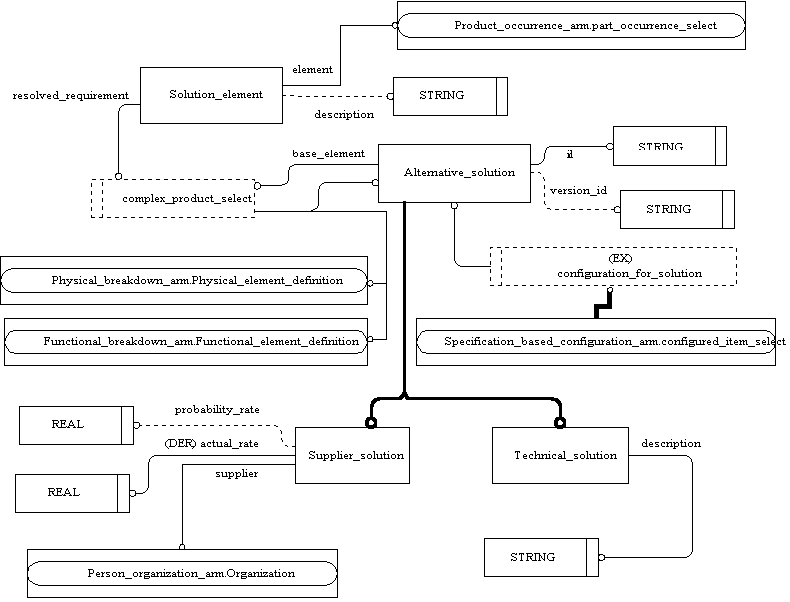 Product_occurrence_arm.part_occurrence_select
element
resolved_requirement
Solution_element
STRING
description
STRING
base_element
id
Alternative_solution
version_id
complex_product_select
STRING
(EX)
configuration_for_solution
Physical_breakdown_arm.Physical_element_definition
Functional_breakdown_arm.Functional_element_definition
Specification_based_configuration_arm.configured_item_select
probability_rate
REAL
(DER) actual_rate
description
Supplier_solution
Technical_solution
supplier
REAL
STRING
Person_organization_arm.Organization